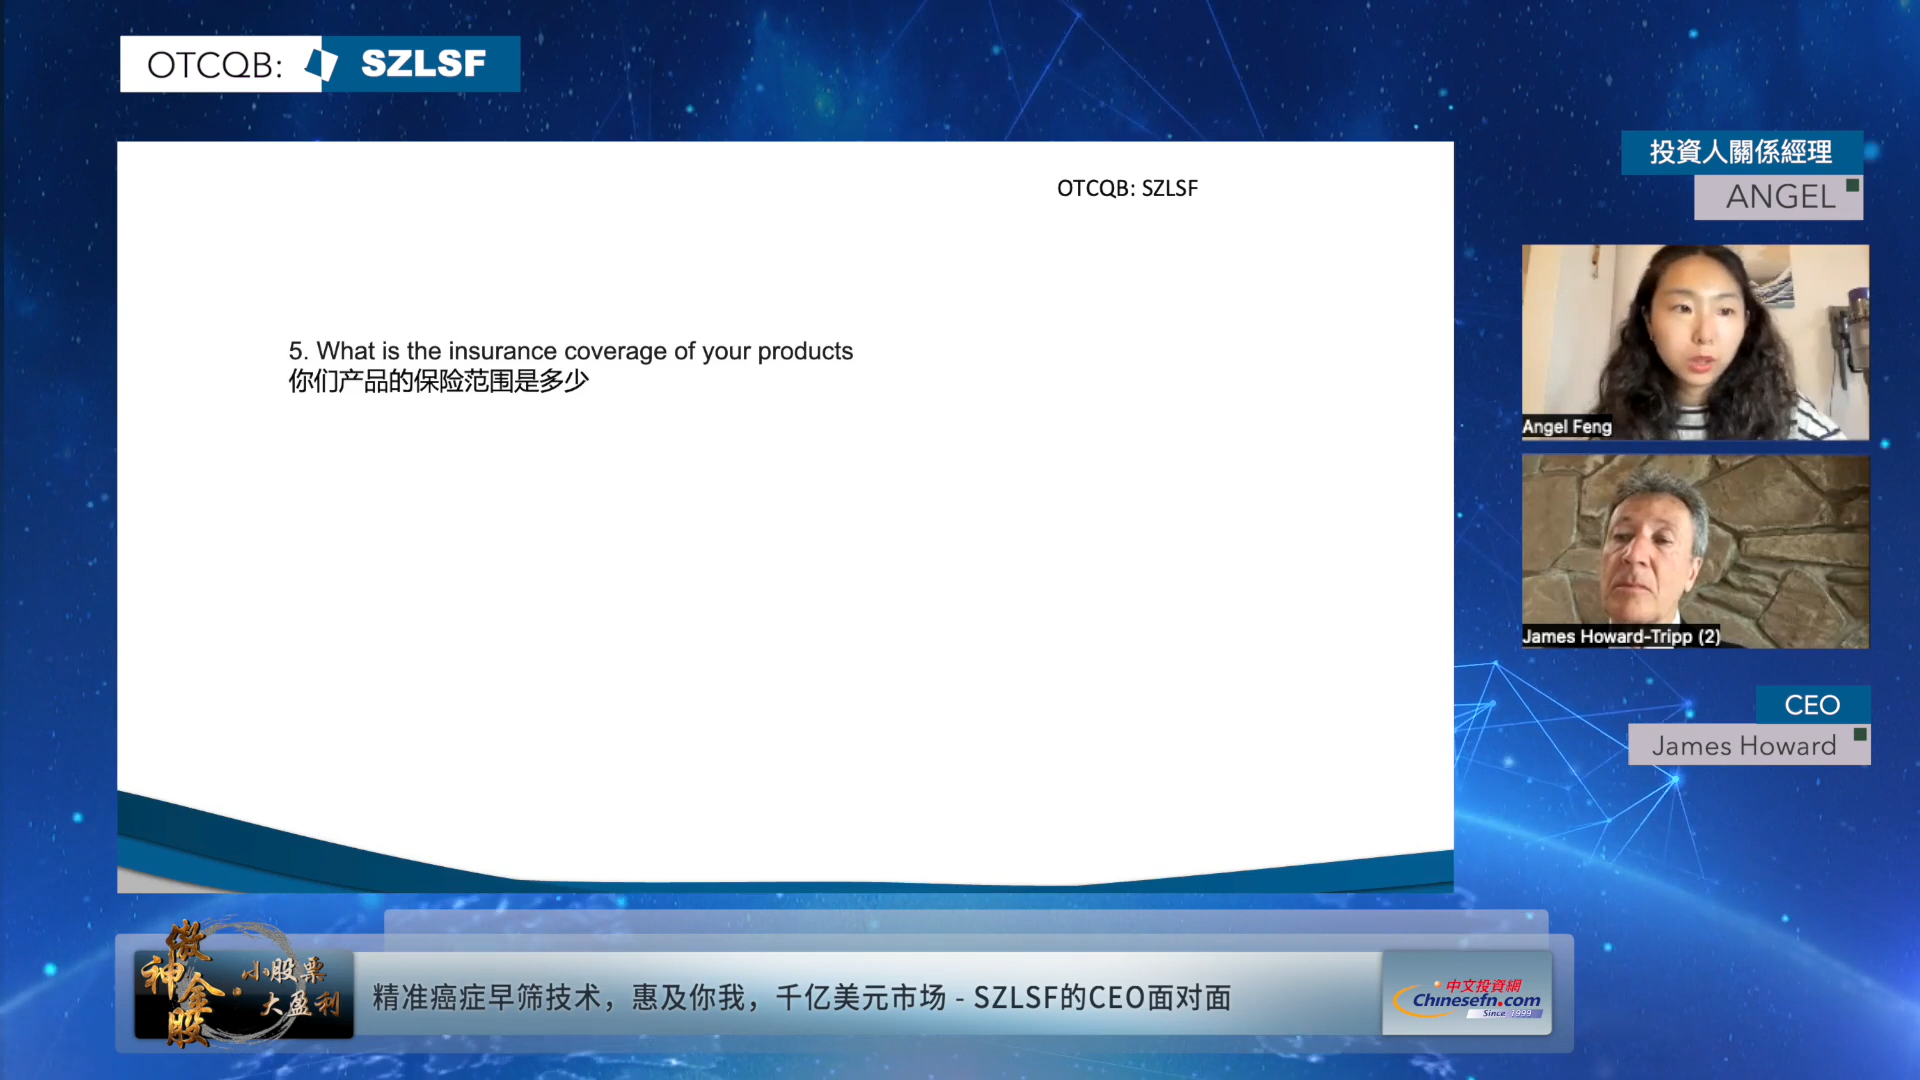 OTCQB: SZLSF
投資人關係經理
ANGEL
OTCQB: SZLSF
5. What is the insurance coverage of your products
你们产品的保险范围是多少
Angel Feng
James Howard-Tripp (2)
CEO
James Howard
微神金股·小股票大盈利
精准癌症早筛技术，惠及你我，千亿美元市场 - SZLSF的CEO面对面
中文投資網
Chinesefn.com
Since 1999